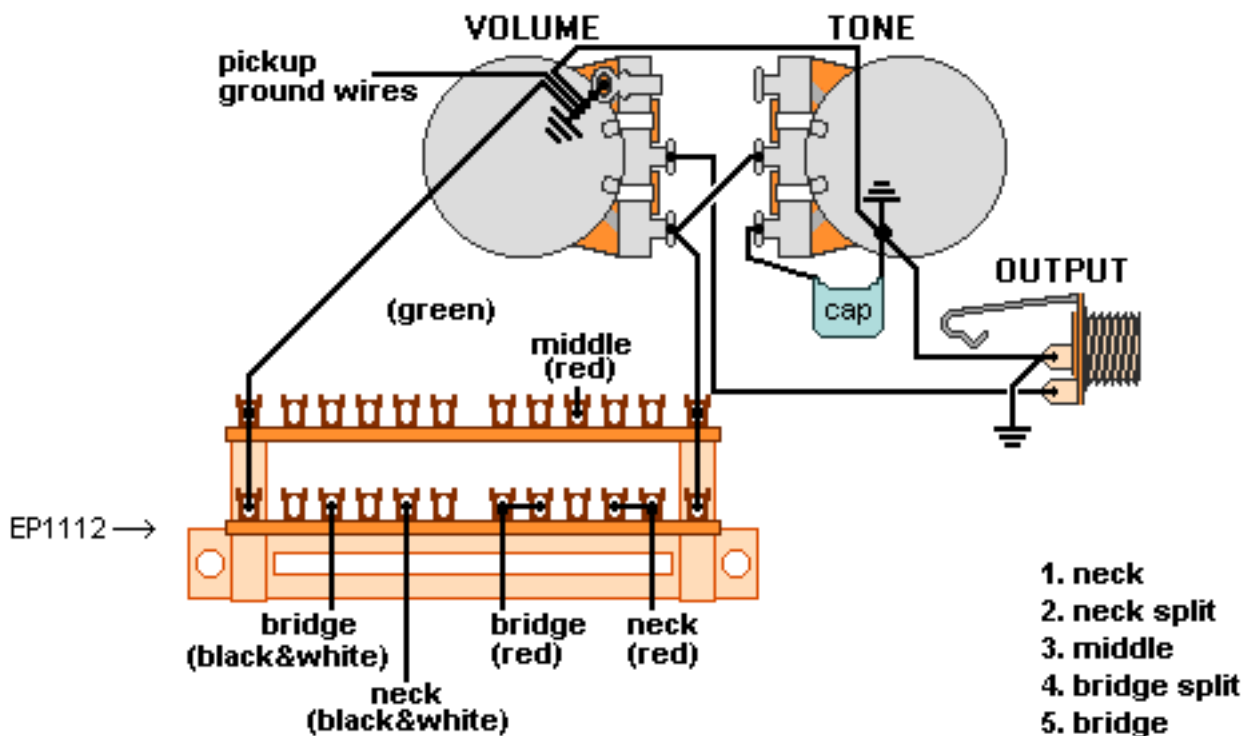 VOLUME
TONE
pickup
ground wires
OUTPUT
(green)
cap
middle
(red)
EP1112
bridge
(black&white)
bridge
(red)
neck
(red)
neck
(black&white)
1. neck
2. neck split
3. middle
4. bridge split
5. bridge